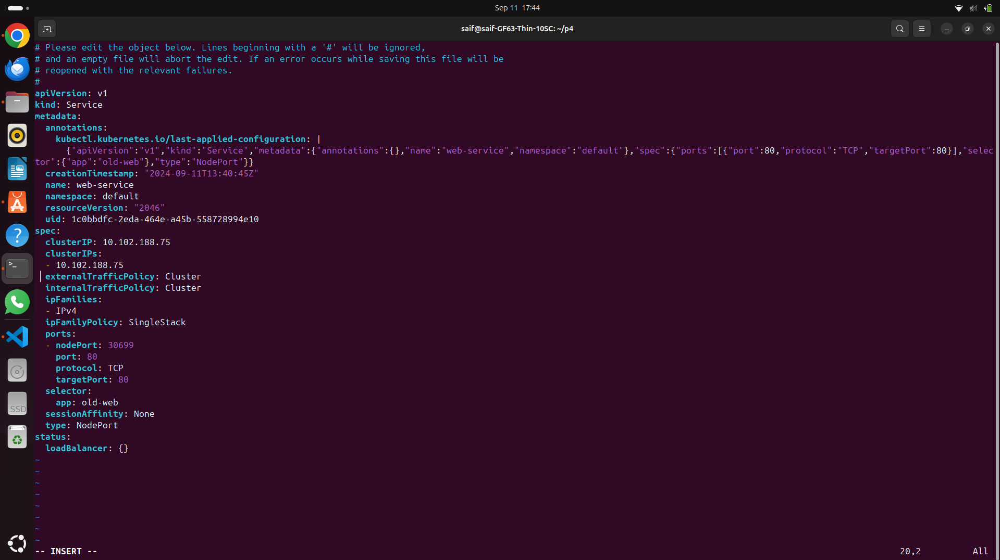 Sep 11 17:44
saif@saif-GF63-Thin-10SC: ~/p4
# Please edit the object below. Lines beginning with a '#' will be ignored,
# and an empty file will abort the edit. If an error occurs while saving this file will be
# reopened with the relevant failures.
#
apiVersion: v1
kind: Service
metadata:
  annotations:
    kubectl.kubernetes.io/last-applied-configuration: |
      {"apiVersion":"v1","kind":"Service","metadata":{"annotations":{},"name":"web-service","namespace":"default"},"spec":{"ports":[{"port":80,"protocol":"TCP","targetPort":80}],"selec
tor":{"app":"old-web"},"type":"NodePort"}}
  creationTimestamp: "2024-09-11T13:40:45Z"
  name: web-service
  namespace: default
  resourceVersion: "2046"
  uid: 1c0bbdfc-2eda-464e-a45b-558728994e10
spec:
  clusterIP: 10.102.188.75
  clusterIPs:
  - 10.102.188.75
  externalTrafficPolicy: Cluster
  internalTrafficPolicy: Cluster
  ipFamilies:
  - IPv4
  ipFamilyPolicy: SingleStack
  ports:
  - nodePort: 30699
    port: 80
    protocol: TCP
    targetPort: 80
  selector:
    app: old-web
  sessionAffinity: None
  type: NodePort
status:
  loadBalancer: {}
~
~
~
~
~
~
~
~
-- INSERT -- 20,2 All
SSD